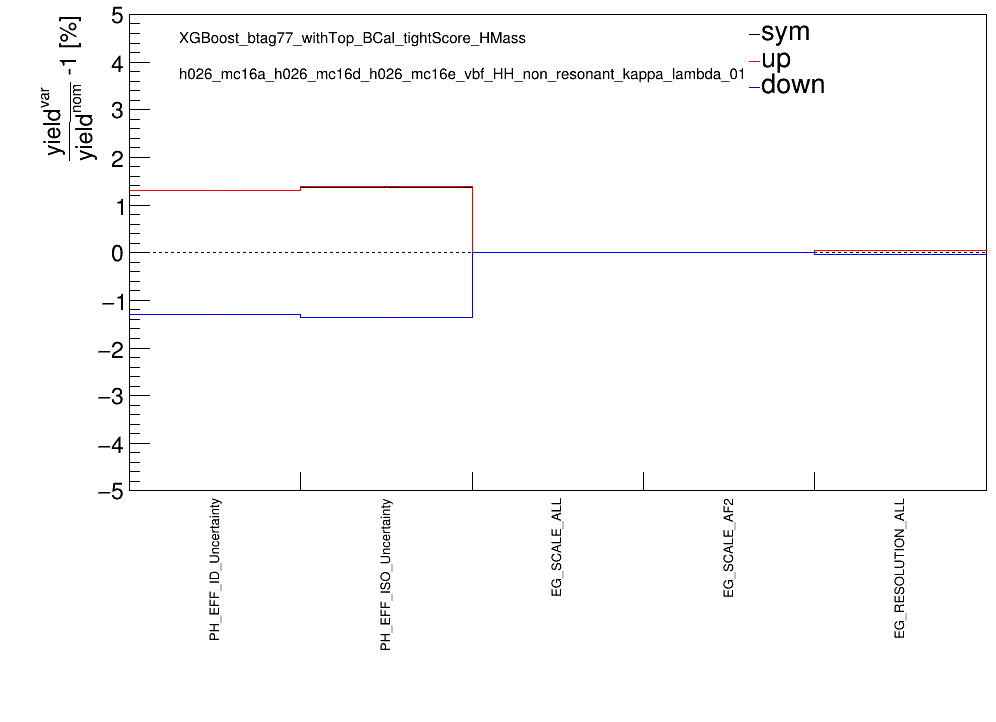 yield^var / yield^nom -1 [%]
XGBoost_btag77_withTop_BCal_tightScore_HMass
h026_mc16a_h026_mc16d_h026_mc16e_vbf_HH_non_resonant_kappa_lambda_01
–sym
–up
–down
5
4
3
2
1
0
−1
−2
−3
−4
−5
PH_EFF_ID_Uncertainty
PH_EFF_ISO_Uncertainty
EG_SCALE_ALL
EG_SCALE_AF2
EG_RESOLUTION_ALL